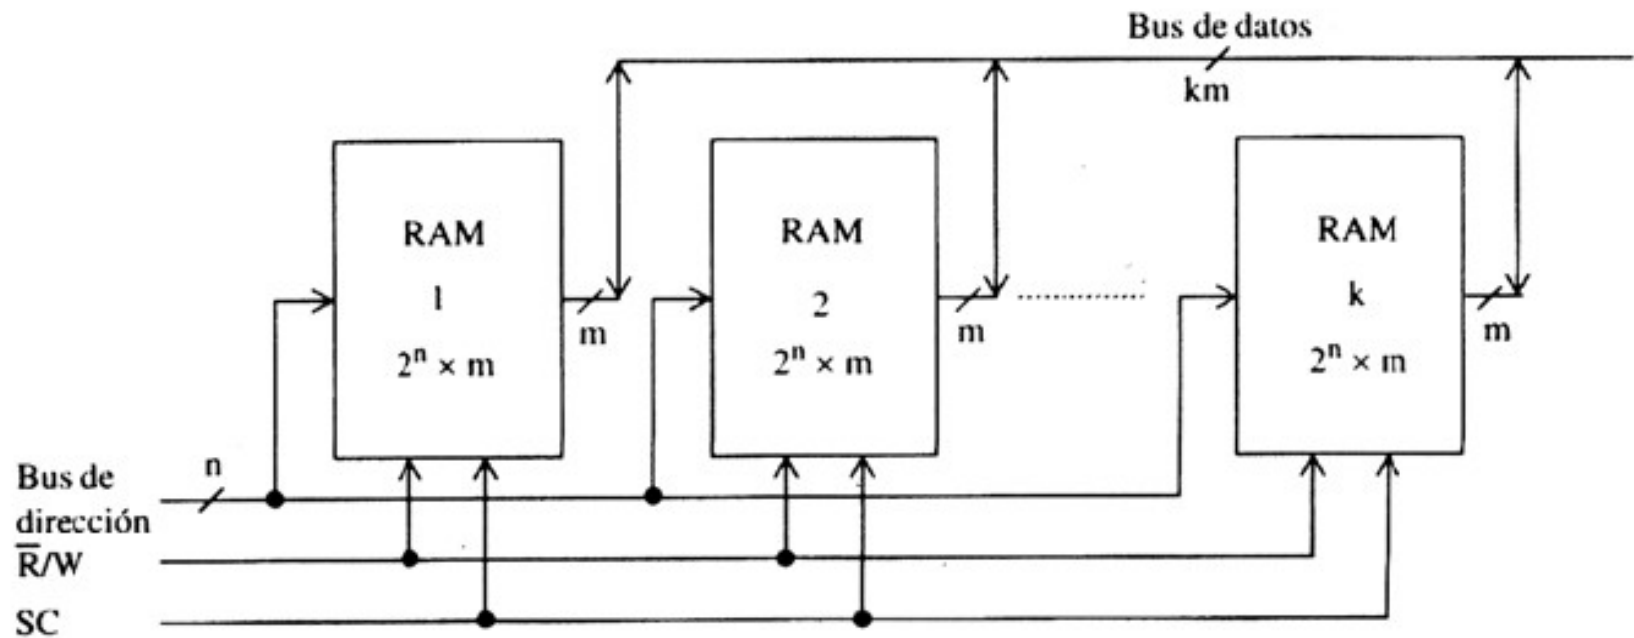 Bus de datos
km
RAM
1
2ⁿ × m
m
RAM
2
2ⁿ × m
m
RAM
k
2ⁿ × m
m
Bus de
dirección
n
R̅/W
SC